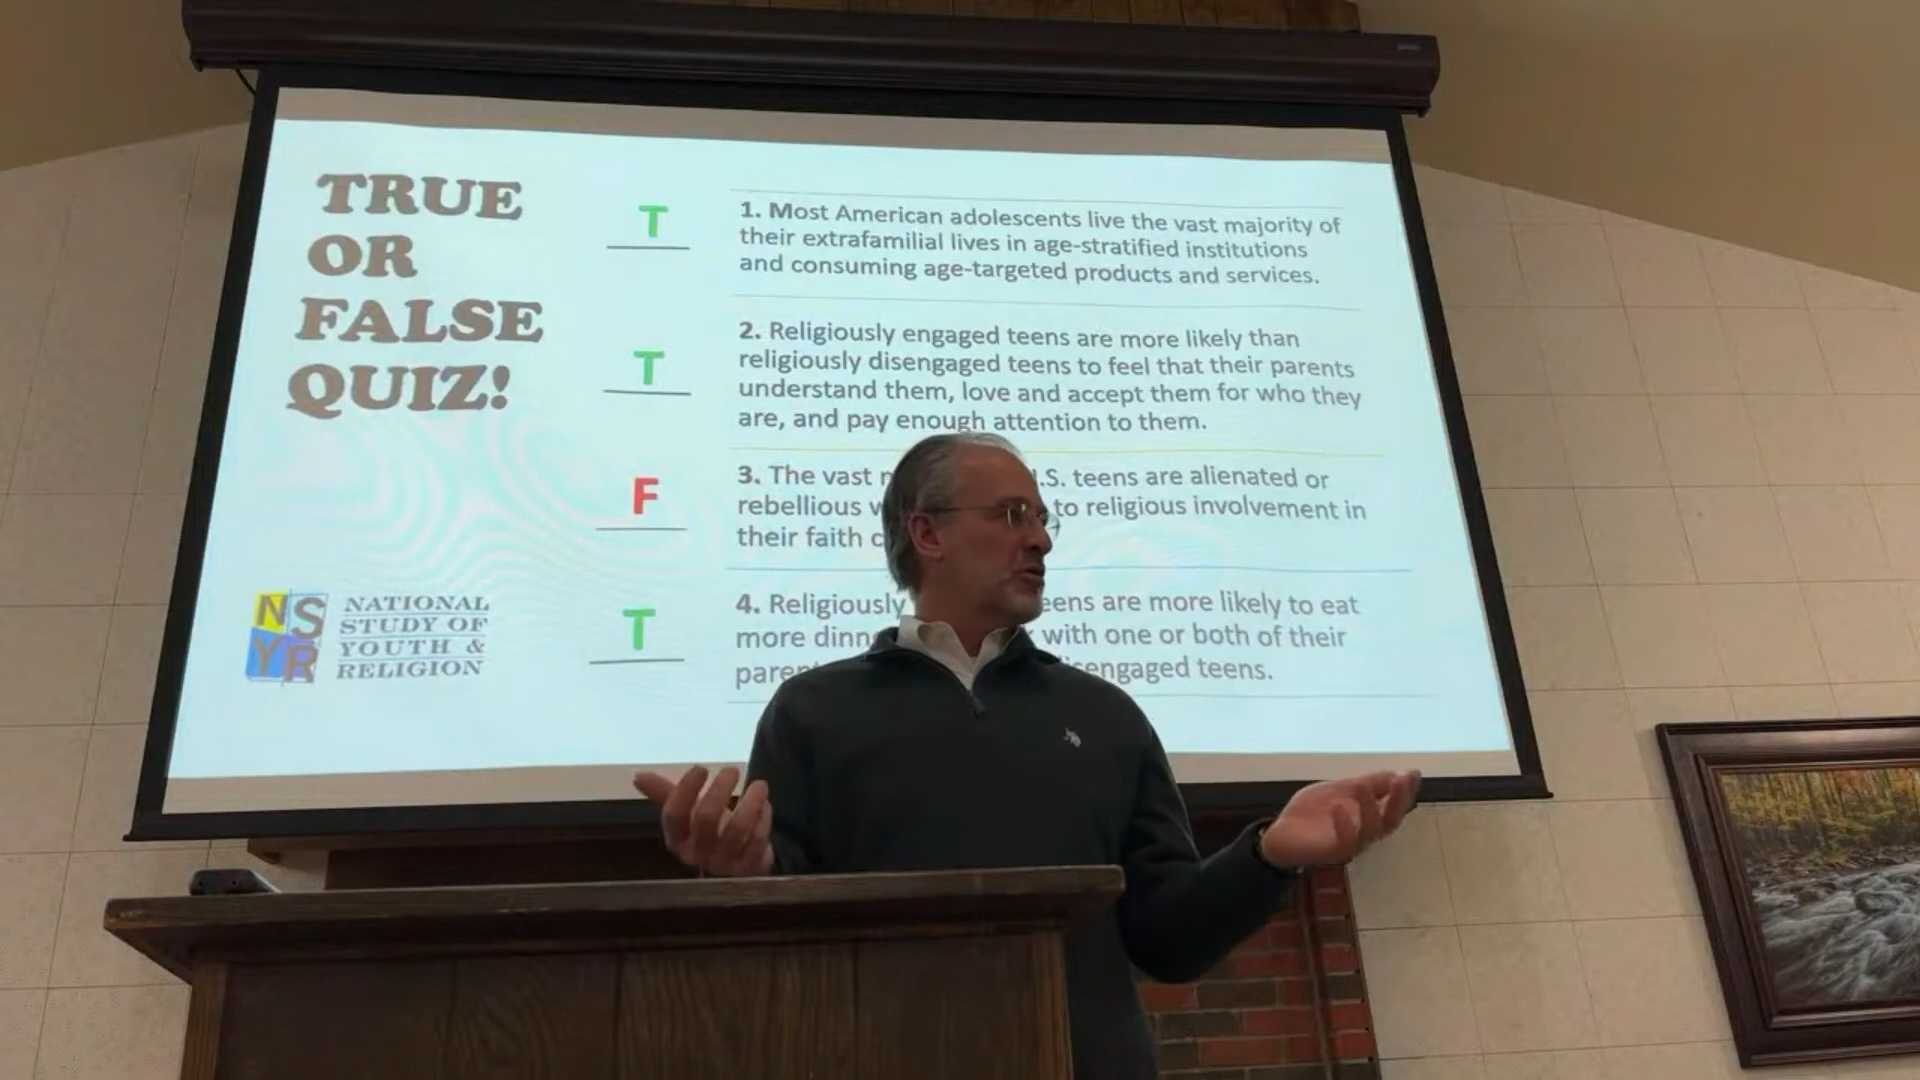 TRUE
OR
FALSE
QUIZ!
T
1. Most American adolescents live the vast majority of
their extrafamilial lives in age-stratified institutions
and consuming age-targeted products and services.
T
2. Religiously engaged teens are more likely than
religiously disengaged teens to feel that their parents
understand them, love and accept them for who they
are, and pay enough attention to them.
F
3. The vast .S. teens are alienated or
rebellious to religious involvement in
their faith
T
4. Religiously teens are more likely to eat
more with one or both of their
disengaged teens.
NSYR
NATIONAL
STUDY OF
YOUTH &
RELIGION